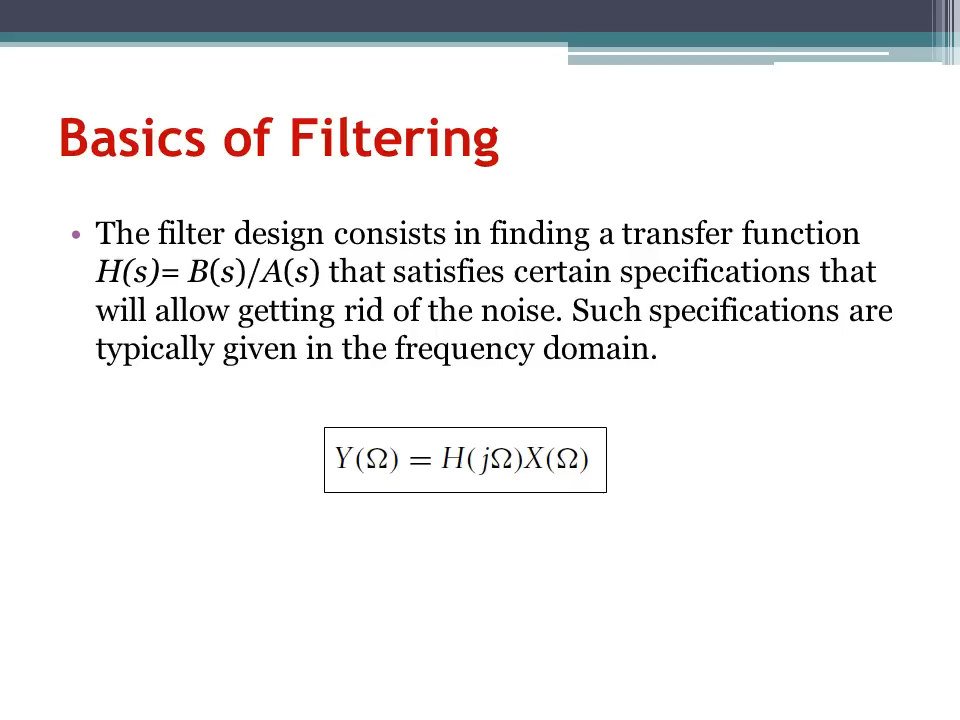 Basics of Filtering
• The filter design consists in finding a transfer function
H(s)= B(s)/A(s) that satisfies certain specifications that
will allow getting rid of the noise. Such specifications are
typically given in the frequency domain.
Y(Ω) = H(jΩ)X(Ω)